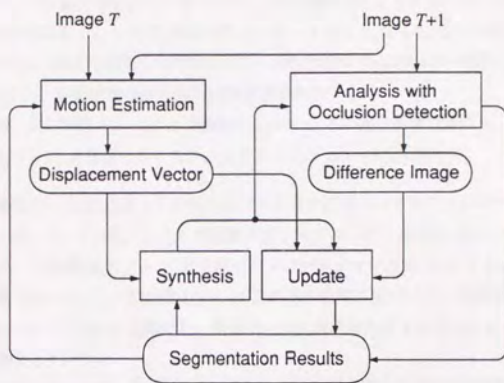 Image T
Image T+1
Motion Estimation
Analysis with
Occlusion Detection
Displacement Vector
Difference Image
Synthesis
Update
Segmentation Results